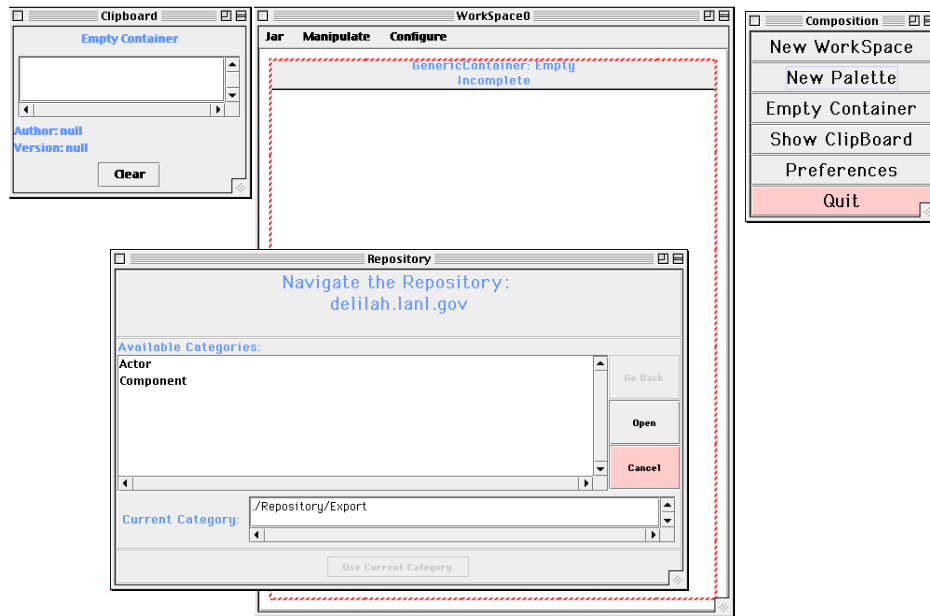 Clipboard
Empty Container
Author: null
Version: null
Clear
WorkSpace0
Jar Manipulate Configure
GenericContainer: Empty
Incomplete
Composition
New WorkSpace
New Palette
Empty Container
Show ClipBoard
Preferences
Quit
Repository
Navigate the Repository:
delilah.lanl.gov
Available Categories:
Actor
Component
Go Back
Open
Cancel
Current Category:
./Repository/Export
Use Current Category